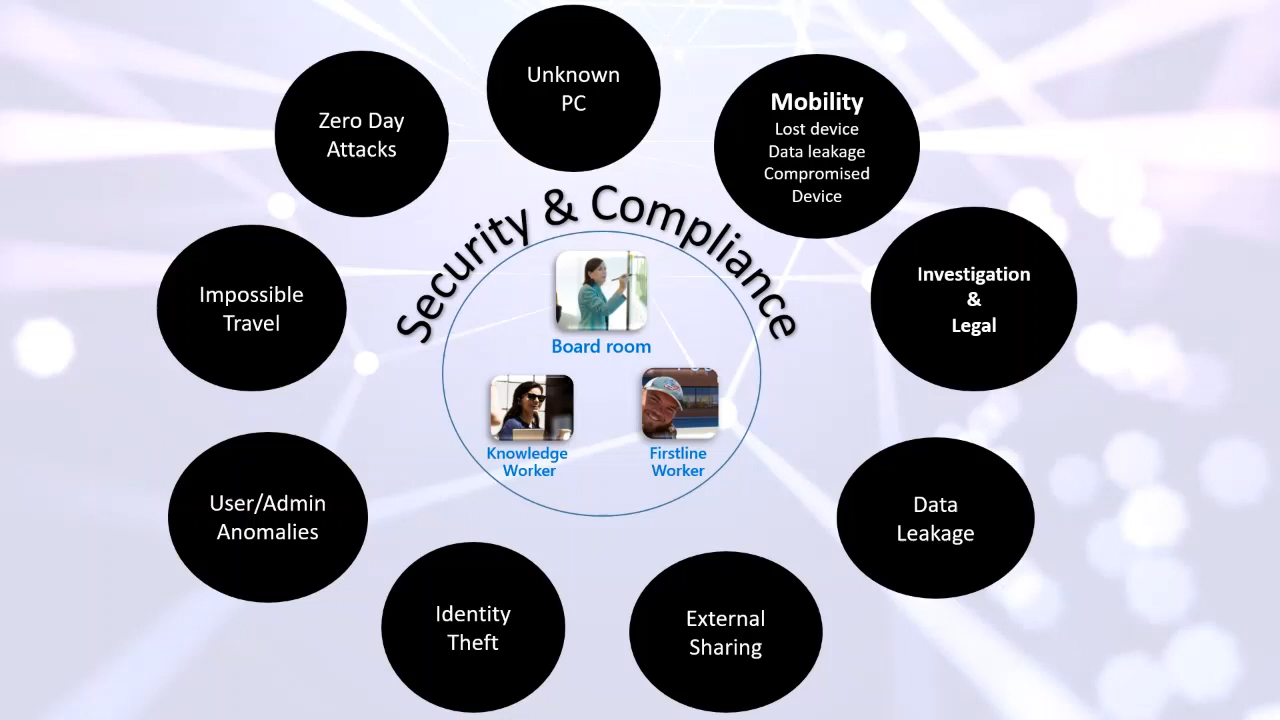 Unknown
PC
Zero Day
Attacks
Mobility
Lost device
Data leakage
Compromised
Device
Security & Compliance
Impossible
Travel
Investigation
&
Legal
Board room
Knowledge
Worker
Firstline
Worker
User/Admin
Anomalies
Data
Leakage
Identity
Theft
External
Sharing